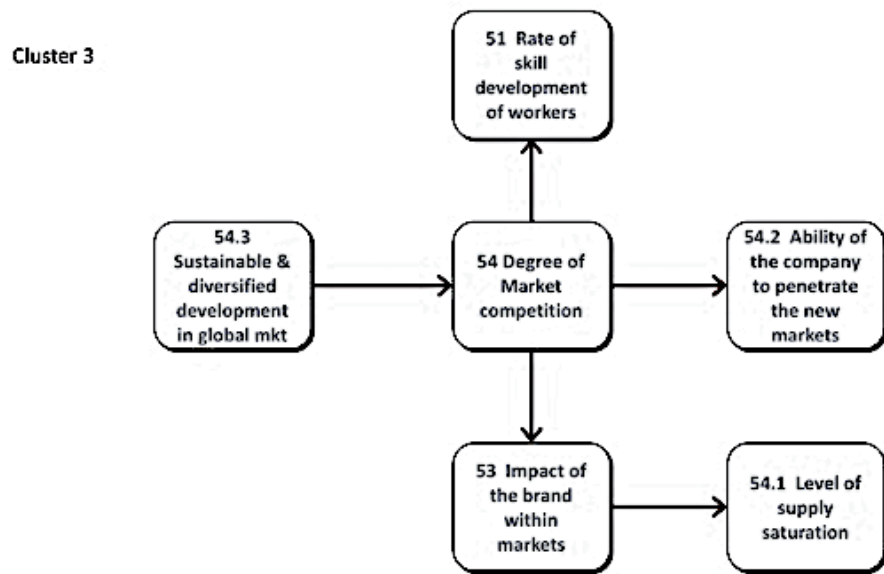 Cluster 3
51 Rate of
skill
development
of workers
54.3
Sustainable &
diversified
development
in global mkt
54 Degree of
Market
competition
54.2 Ability of
the company
to penetrate
the new
markets
53 Impact of
the brand
within
markets
54.1 Level of
supply
saturation